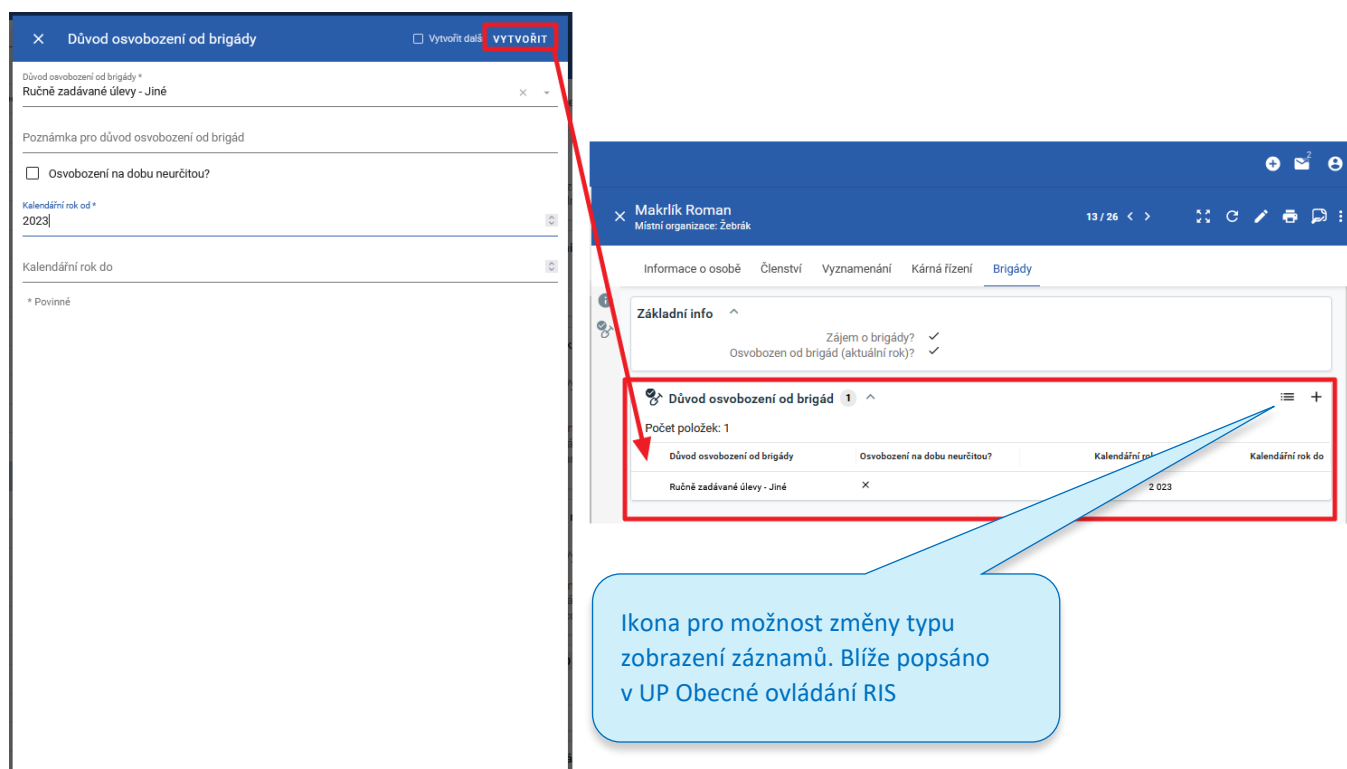 Důvod osvobození od brigády
Vytvořit dalš
VYTVOŘIT
Důvod osvobození od brigády *
Ručně zadávané úlevy - Jiné
Poznámka pro důvod osvobození od brigád
Osvobození na dobu neurčitou?
Kalendářní rok od *
2023
Kalendářní rok do
* Povinné
2
Makrlík Roman
Místní organizace: Žebrák
13 / 26
Informace o osobě Členství Vyznamenání Kárná řízení Brigády
Základní info
Zájem o brigády?
Osvobozen od brigád (aktuální rok)?
Důvod osvobození od brigád 1
Počet položek: 1
Důvod osvobození od brigády Osvobození na dobu neurčitou? Kalendářní rok Kalendářní rok do
Ručně zadávané úlevy - Jiné 2 023
Ikona pro možnost změny typu
zobrazení záznamů. Blíže popsáno
v UP Obecné ovládání RIS